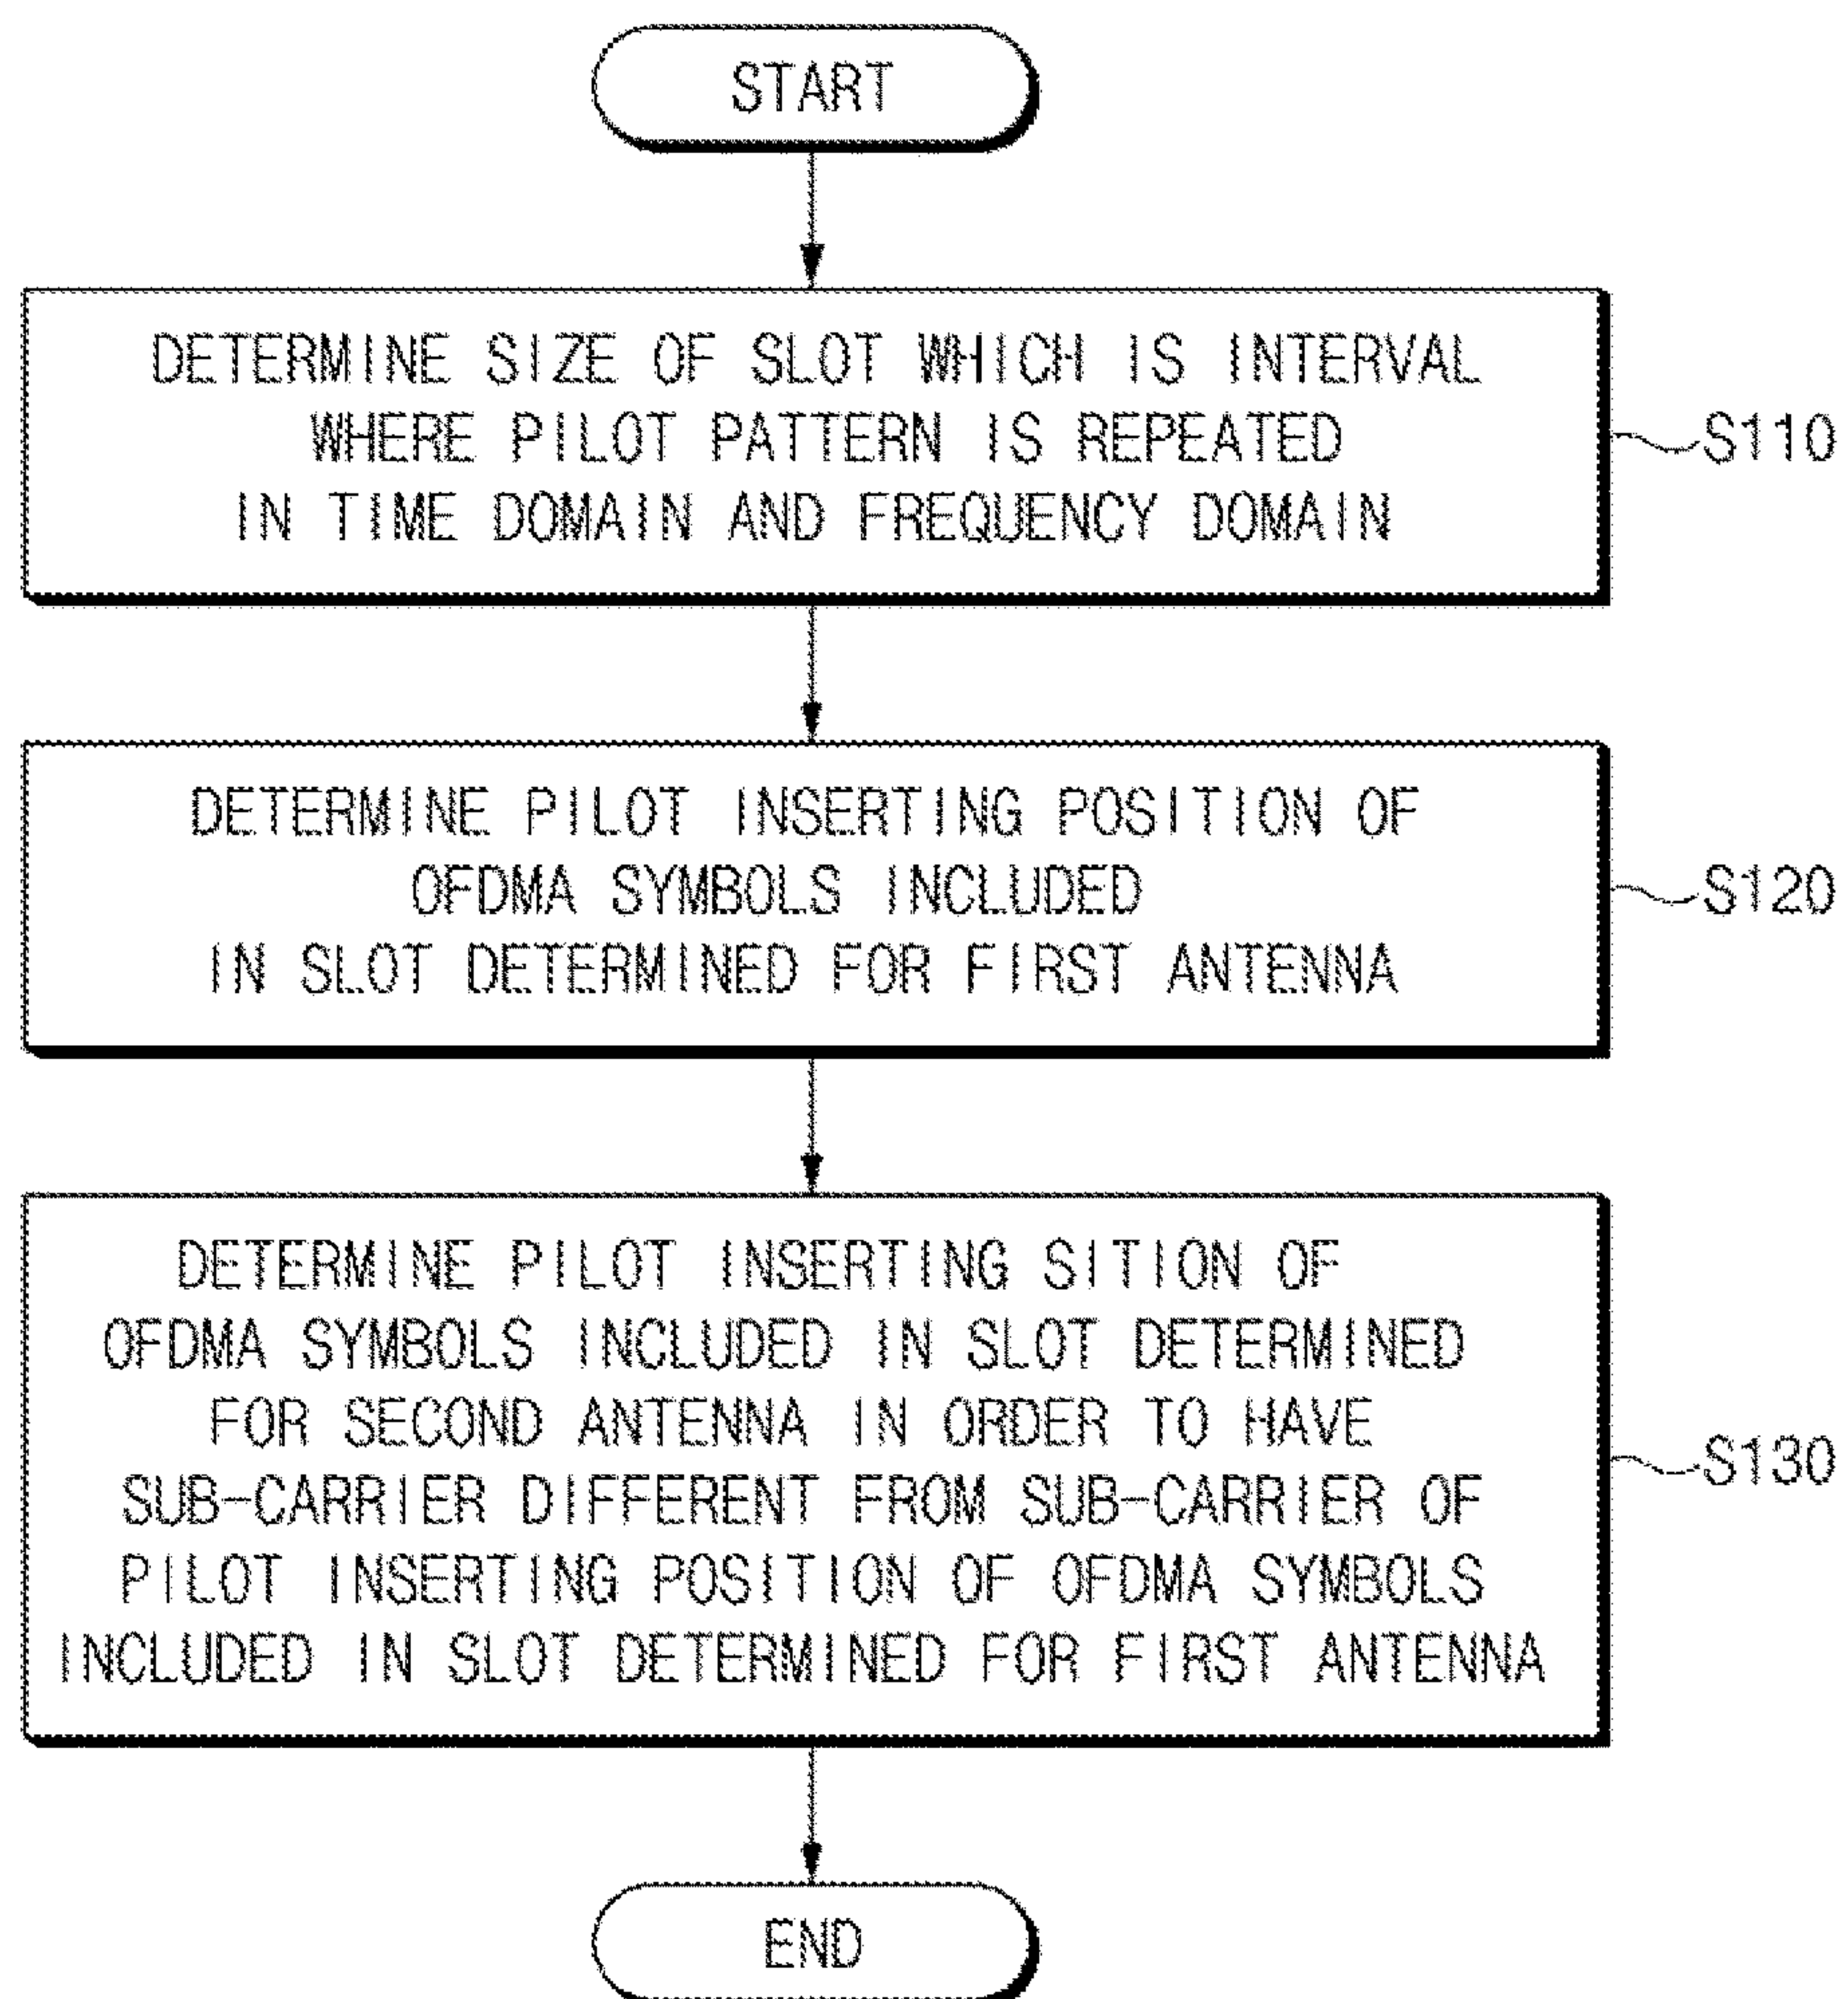 START
DETERMINE SIZE OF SLOT WHICH IS INTERVAL
WHERE PILOT PATTERN IS REPEATED
IN TIME DOMAIN AND FREQUENCY DOMAIN
S110
DETERMINE PILOT INSERTING POSITION OF
OFDMA SYMBOLS INCLUDED
IN SLOT DETERMINED FOR FIRST ANTENNA
S120
DETERMINE PILOT INSERTING SITION OF
OFDMA SYMBOLS INCLUDED IN SLOT DETERMINED
FOR SECOND ANTENNA IN ORDER TO HAVE
SUB-CARRIER DIFFERENT FROM SUB-CARRIER OF
PILOT INSERTING POSITION OF OFDMA SYMBOLS
INCLUDED IN SLOT DETERMINED FOR FIRST ANTENNA
S130
END